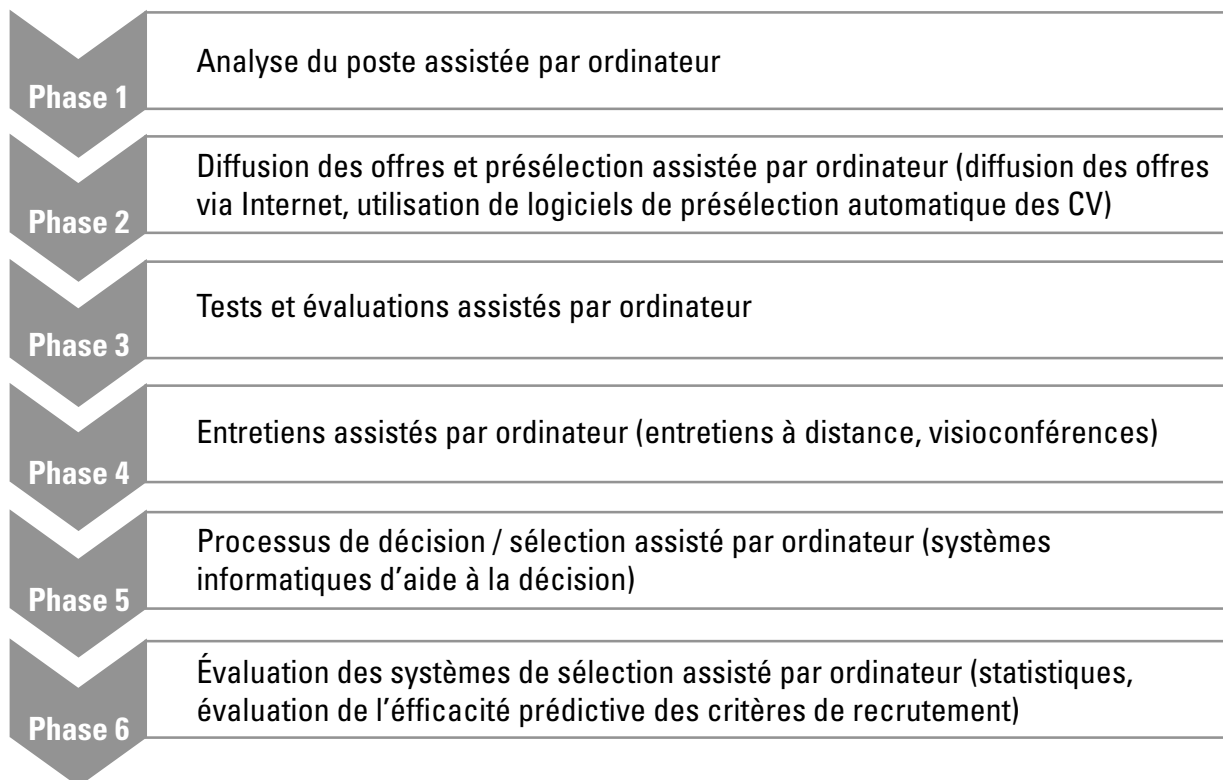 Phase 1
Analyse du poste assistée par ordinateur
Phase 2
Diffusion des offres et présélection assistée par ordinateur (diffusion des offres
via Internet, utilisation de logiciels de présélection automatique des CV)
Phase 3
Tests et évaluations assistés par ordinateur
Phase 4
Entretiens assistés par ordinateur (entretiens à distance, visioconférences)
Phase 5
Processus de décision / sélection assisté par ordinateur (systèmes
informatiques d’aide à la décision)
Phase 6
Évaluation des systèmes de sélection assisté par ordinateur (statistiques,
évaluation de l’éfficacité prédictive des critères de recrutement)